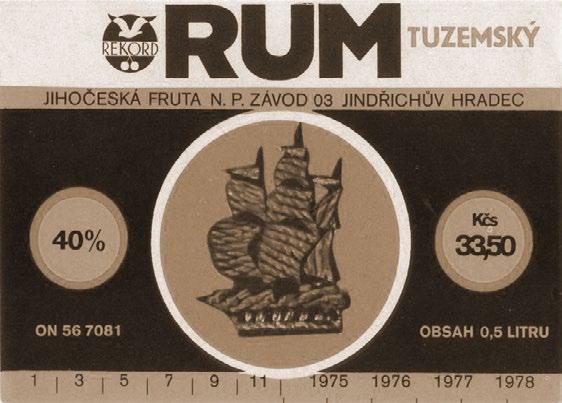 REKORD
RUM TUZEMSKÝ
JIHOČESKÁ FRUTA N. P. ZÁVOD 03 JINDŘICHŮV HRADEC
40%
Kčs
33,50
ON 56 7081
OBSAH 0,5 LITRU
1 3 5 7 9 11 1975 1976 1977 1978